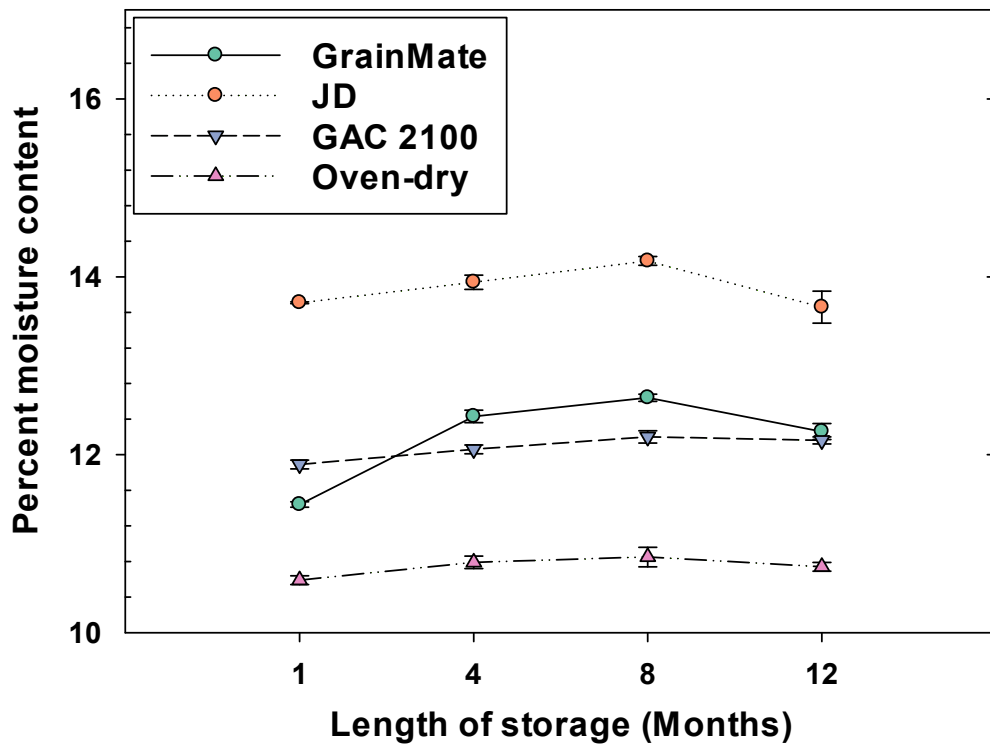 GrainMate
JD
GAC 2100
Oven-dry
Percent moisture content
16
14
12
10
1 4 8 12
Length of storage (Months)